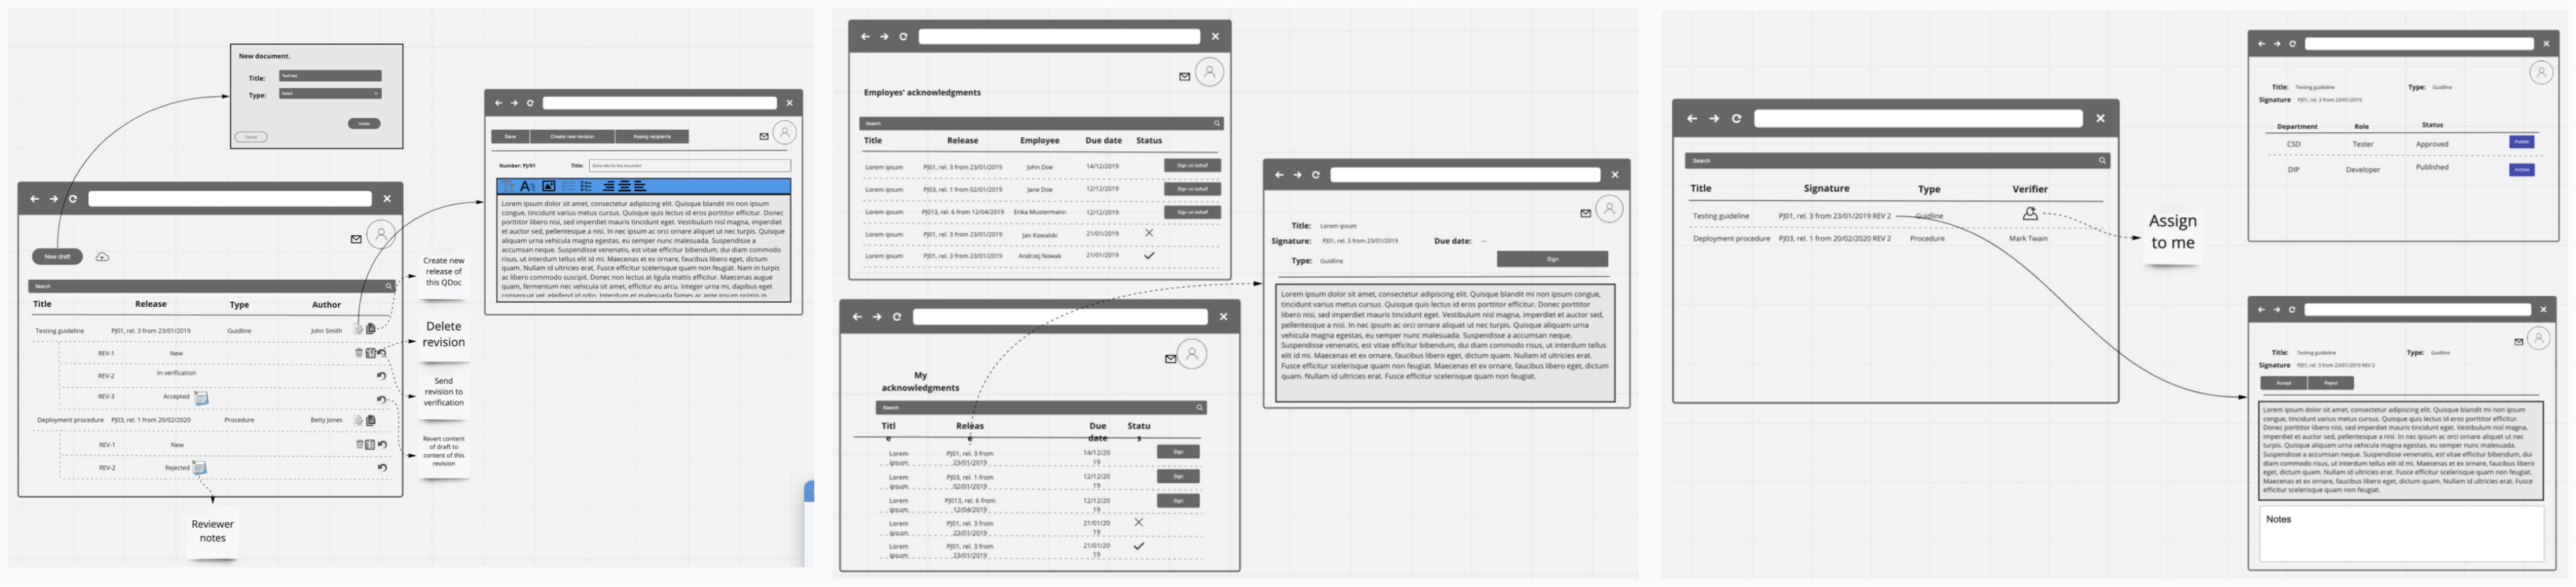 New document.
Title: TextField
Type: Select
Create
Cancel
New draft
Search
Title Release Type Author
Testing guideline PJ01, rel. 3 from 23/01/2019 Guidline John Smith
REV-1 New
REV-2 In verification
REV-3 Accepted
Deployment procedure PJ03, rel. 1 from 20/02/2020 Procedure Betty Jones
REV-1 New
REV-2 Rejected
Create new
release of
this QDoc
Delete
revision
Send
revision to
verification
Revert content
of draft to
content of this
revision
Reviewer
notes
Save Create new revision Assing recipients
Number: PJ/01 Title: Some title for this document
Lorem ipsum dolor sit amet, consectetur adipiscing elit. Quisque blandit mi non ipsum
congue, tincidunt varius metus cursus. Quisque quis lectus id eros porttitor efficitur. Donec
porttitor libero nisi, sed imperdiet mauris tincidunt eget. Vestibulum nisl magna, imperdiet
et auctor sed, pellentesque a nisi. In nec ipsum ac orci ornare aliquet ut nec turpis. Quisque
aliquam urna vehicula magna egestas, eu semper nunc malesuada. Suspendisse a
accumsan neque. Suspendisse venenatis, est vitae efficitur bibendum, dui diam commodo
risus, ut interdum tellus elit id mi. Maecenas et ex ornare, faucibus libero eget, dictum
quam. Nullam id ultricies erat. Fusce efficitur scelerisque quam non feugiat. Nam in turpis
ac libero commodo suscipit. Donec non lectus at ligula mattis efficitur. Maecenas augue
quam, fermentum nec vehicula sit amet, efficitur eu arcu. Integer urna mi, dapibus eget
consequat vel, eleifend id odio. Interdum et malesuada fames ac ante ipsum primis in
Employes' acknowledgments
Search
Title Release Employee Due date Status
Lorem ipsum PJ01, rel. 3 from 23/01/2019 John Doe 14/12/2019 Sign on behalf
Lorem ipsum PJ03, rel. 1 from 02/01/2019 Jane Doe 12/12/2019 Sign on behalf
Lorem ipsum PJ013, rel. 6 from 12/04/2019 Erika Mustermann 12/12/2019 Sign on behalf
Lorem ipsum PJ01, rel. 3 from 23/01/2019 Jan Kowalski 21/01/2019
Lorem ipsum PJ01, rel. 3 from 23/01/2019 Andrzej Nowak 21/01/2019
My
acknowledgments
Search
Titl Releas Due Statu
e e date s
Lorem PJ01, rel. 3 from 14/12/20 Sign
ipsum 23/01/2019 19
Lorem PJ03, rel. 1 from 12/12/20 Sign
ipsum 02/01/2019 19
Lorem PJ013, rel. 6 from 12/12/20 Sign
ipsum 12/04/2019 19
Lorem PJ01, rel. 3 from 21/01/20
ipsum 23/01/2019 19
Lorem PJ01, rel. 3 from 21/01/20
ipsum 23/01/2019 19
Title: Lorem ipsum
Signature: PJ01, rel. 3 from 23/01/2019 Due date: ---
Type: Guidline Sign
Lorem ipsum dolor sit amet, consectetur adipiscing elit. Quisque blandit mi non ipsum congue,
tincidunt varius metus cursus. Quisque quis lectus id eros porttitor efficitur. Donec porttitor
libero nisi, sed imperdiet mauris tincidunt eget. Vestibulum nisl magna, imperdiet et auctor sed,
pellentesque a nisi. In nec ipsum ac orci ornare aliquet ut nec turpis. Quisque aliquam urna
vehicula magna egestas, eu semper nunc malesuada. Suspendisse a accumsan neque.
Suspendisse venenatis, est vitae efficitur bibendum, dui diam commodo risus, ut interdum tellus
elit id mi. Maecenas et ex ornare, faucibus libero eget, dictum quam. Nullam id ultricies erat.
Fusce efficitur scelerisque quam non feugiat. Maecenas et ex ornare, faucibus libero eget, dictum
quam. Nullam id ultricies erat. Fusce efficitur scelerisque quam non feugiat.
Search
Title Signature Type Verifier
Testing guideline PJ01, rel. 3 from 23/01/2019 REV 2 Guidline
Deployment procedure PJ03, rel. 1 from 20/02/2020 REV 2 Procedure Mark Twain
Assign
to me
Title: Testing guideline Type: Guidline
Signature PJ01, rel. 3 from 23/01/2019
Department Role Status
CSD Tester Approved Publish
DIP Developer Published Archive
Title: Testing guideline Type: Guidline
Signature PJ01, rel. 3 from 23/01/2019 REV 2
Accept Reject
Lorem ipsum dolor sit amet, consectetur adipiscing elit. Quisque blandit mi non ipsum
congue, tincidunt varius metus cursus. Quisque quis lectus id eros porttitor efficitur.
Donec porttitor libero nisi, sed imperdiet mauris tincidunt eget. Vestibulum nisl magna,
imperdiet et auctor sed, pellentesque a nisi. In nec ipsum ac orci ornare aliquet ut nec
turpis. Quisque aliquam urna vehicula magna egestas, eu semper nunc malesuada.
Suspendisse a accumsan neque. Suspendisse venenatis, est vitae efficitur bibendum, dui
diam commodo risus, ut interdum tellus elit id mi. Maecenas et ex ornare, faucibus libero
eget, dictum quam. Nullam id ultricies erat. Fusce efficitur scelerisque quam non feugiat.
Maecenas et ex ornare, faucibus libero eget, dictum quam. Nullam id ultricies erat. Fusce
efficitur scelerisque quam non feugiat.
Notes